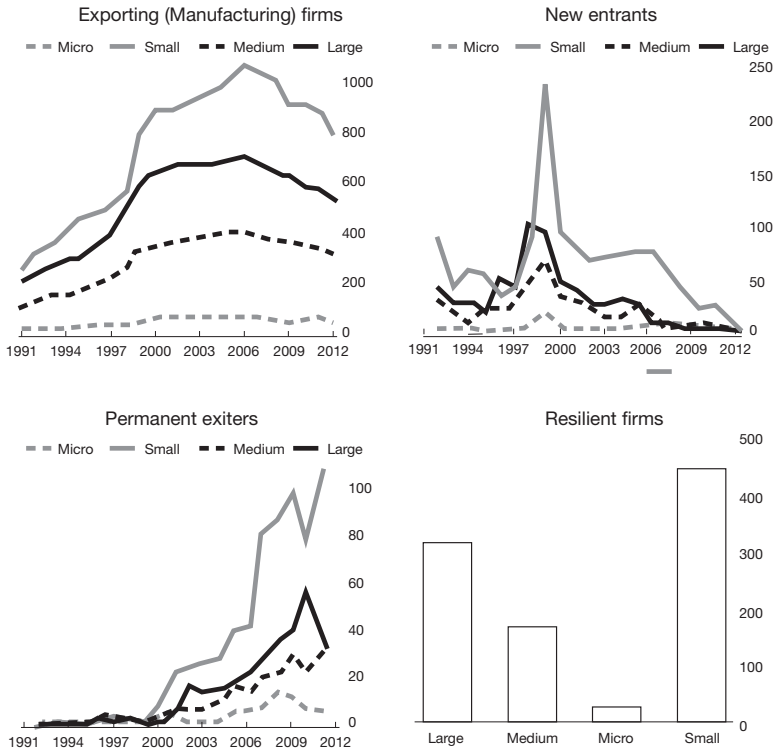 Exporting (Manufacturing) firms
Micro Small Medium Large
1000
800
600
400
200
0
1991 1994 1997 2000 2003 2006 2009 2012
New entrants
Micro Small Medium Large
250
200
150
100
50
0
1991 1994 1997 2000 2003 2006 2009 2012
Permanent exiters
Micro Small Medium Large
100
80
60
40
20
0
1991 1994 1997 2000 2003 2006 2009 2012
Resilient firms
500
400
300
200
100
0
Large Medium Micro Small